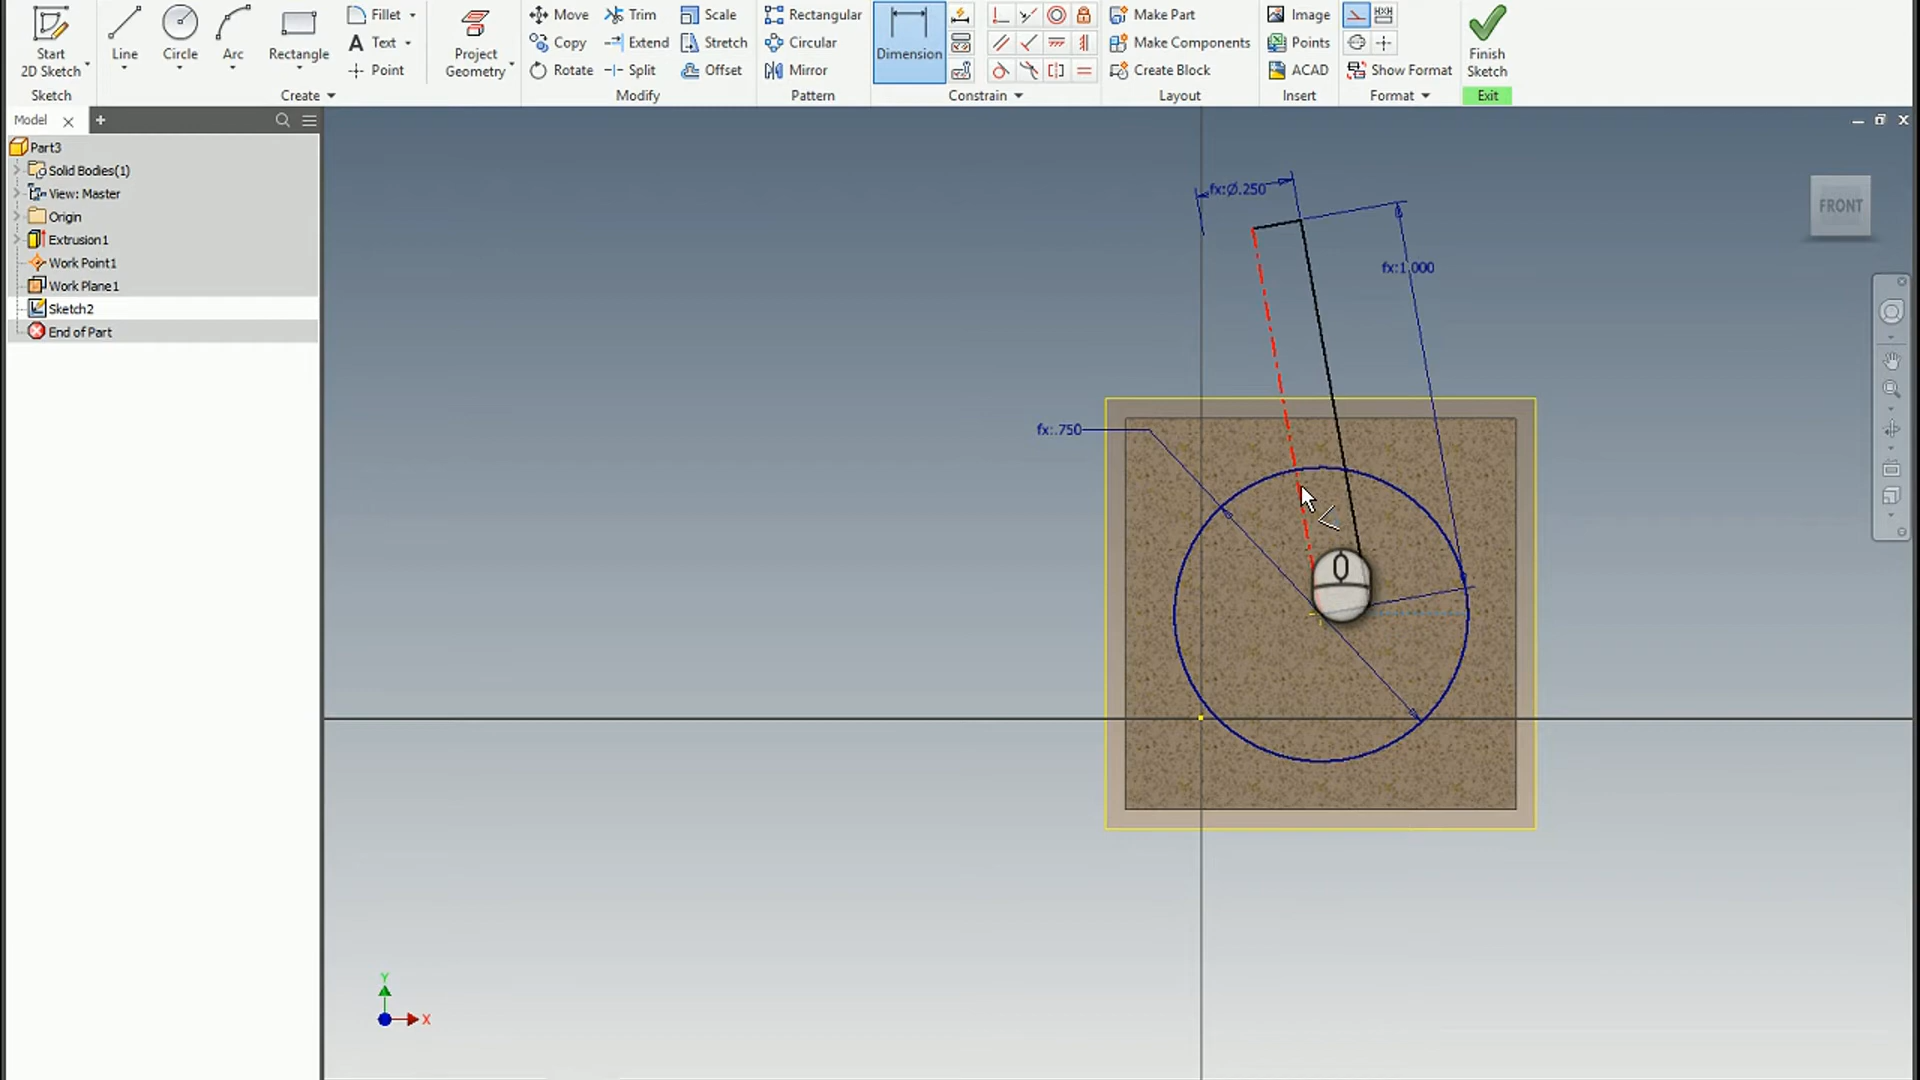 Start
2D Sketch
Line
Circle
Arc
Rectangle
Fillet
Text
Point
Project
Geometry
Move
Copy
Rotate
Trim
Extend
Split
Scale
Stretch
Offset
Rectangular
Circular
Mirror
Dimension
Make Part
Make Components
Create Block
Image
Points
ACAD
Show Format
Finish
Sketch
Sketch
Create
Modify
Pattern
Constrain
Layout
Insert
Format
Exit
Model
Part3
Solid Bodies(1)
View: Master
Origin
Extrusion1
Work Point1
Work Plane1
Sketch2
End of Part
fx:Ø.250
fx:1.000
fx:.750
FRONT
Y
X